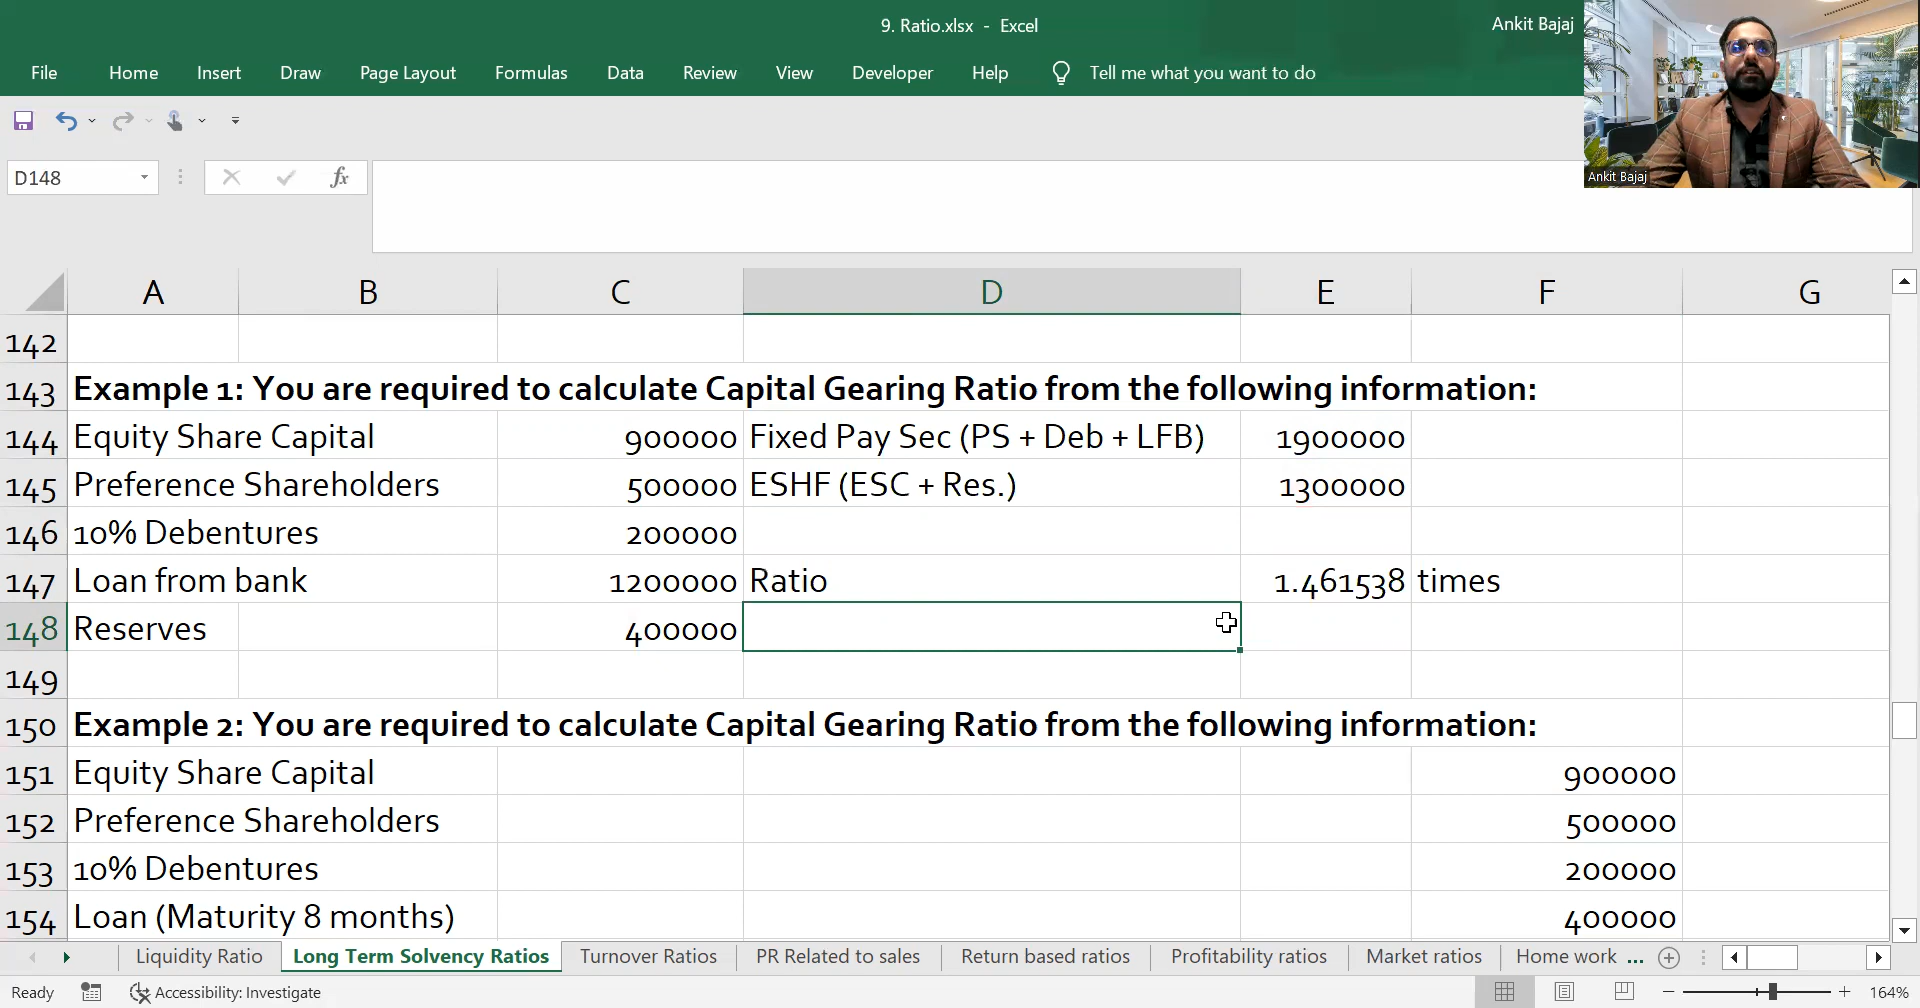 9. Ratio.xlsx - Excel
Ankit Bajaj
File Home Insert Draw Page Layout Formulas Data Review View Developer Help Tell me what you want to do
Ankit Bajaj
D148 fx
A B C D E F G
142
143 Example 1: You are required to calculate Capital Gearing Ratio from the following information:
144 Equity Share Capital 900000 Fixed Pay Sec (PS + Deb + LFB) 1900000
145 Preference Shareholders 500000 ESHF (ESC + Res.) 1300000
146 10% Debentures 200000
147 Loan from bank 1200000 Ratio 1.461538 times
148 Reserves 400000
149
150 Example 2: You are required to calculate Capital Gearing Ratio from the following information:
151 Equity Share Capital 900000
152 Preference Shareholders 500000
153 10% Debentures 200000
154 Loan (Maturity 8 months) 400000
Liquidity Ratio Long Term Solvency Ratios Turnover Ratios PR Related to sales Return based ratios Profitability ratios Market ratios Home work ...
Ready Accessibility: Investigate 164%